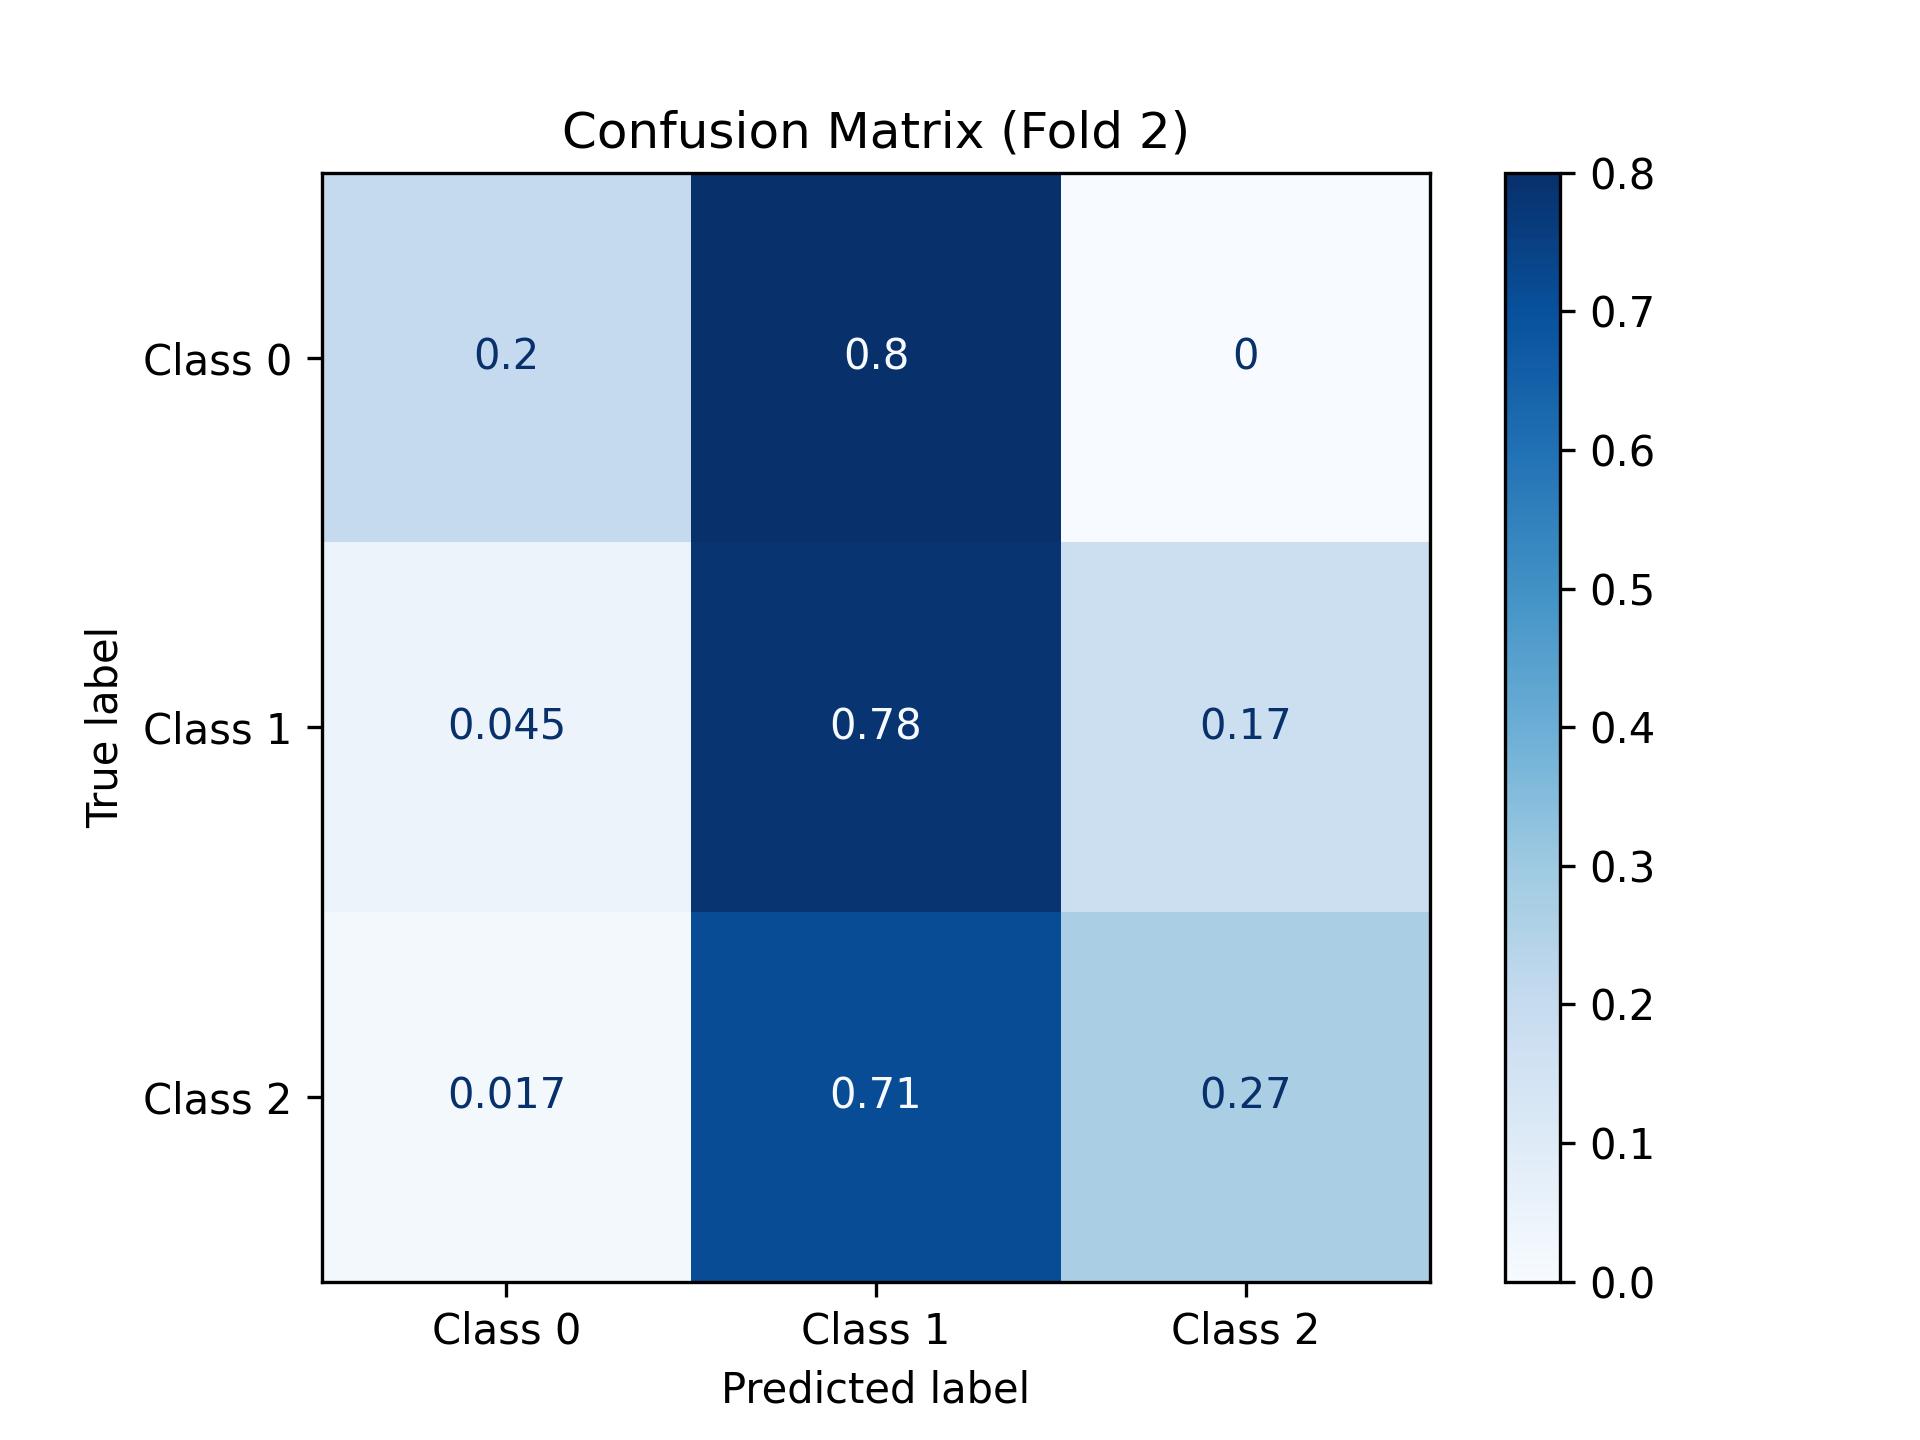 Confusion Matrix (Fold 2)
True label
Class 0
0.2 0.8 0
Class 1
0.045 0.78 0.17
Class 2
0.017 0.71 0.27
Class 0 Class 1 Class 2
Predicted label
0.8
0.7
0.6
0.5
0.4
0.3
0.2
0.1
0.0